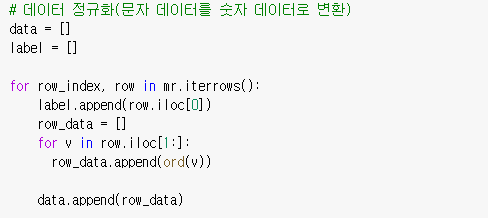 # 데이터 정규화(문자 데이터를 숫자 데이터로 변환)
data = []
label = []

for row_index, row in mr.iterrows():
    label.append(row.iloc[0])
    row_data = []
    for v in row.iloc[1:]:
      row_data.append(ord(v))

    data.append(row_data)